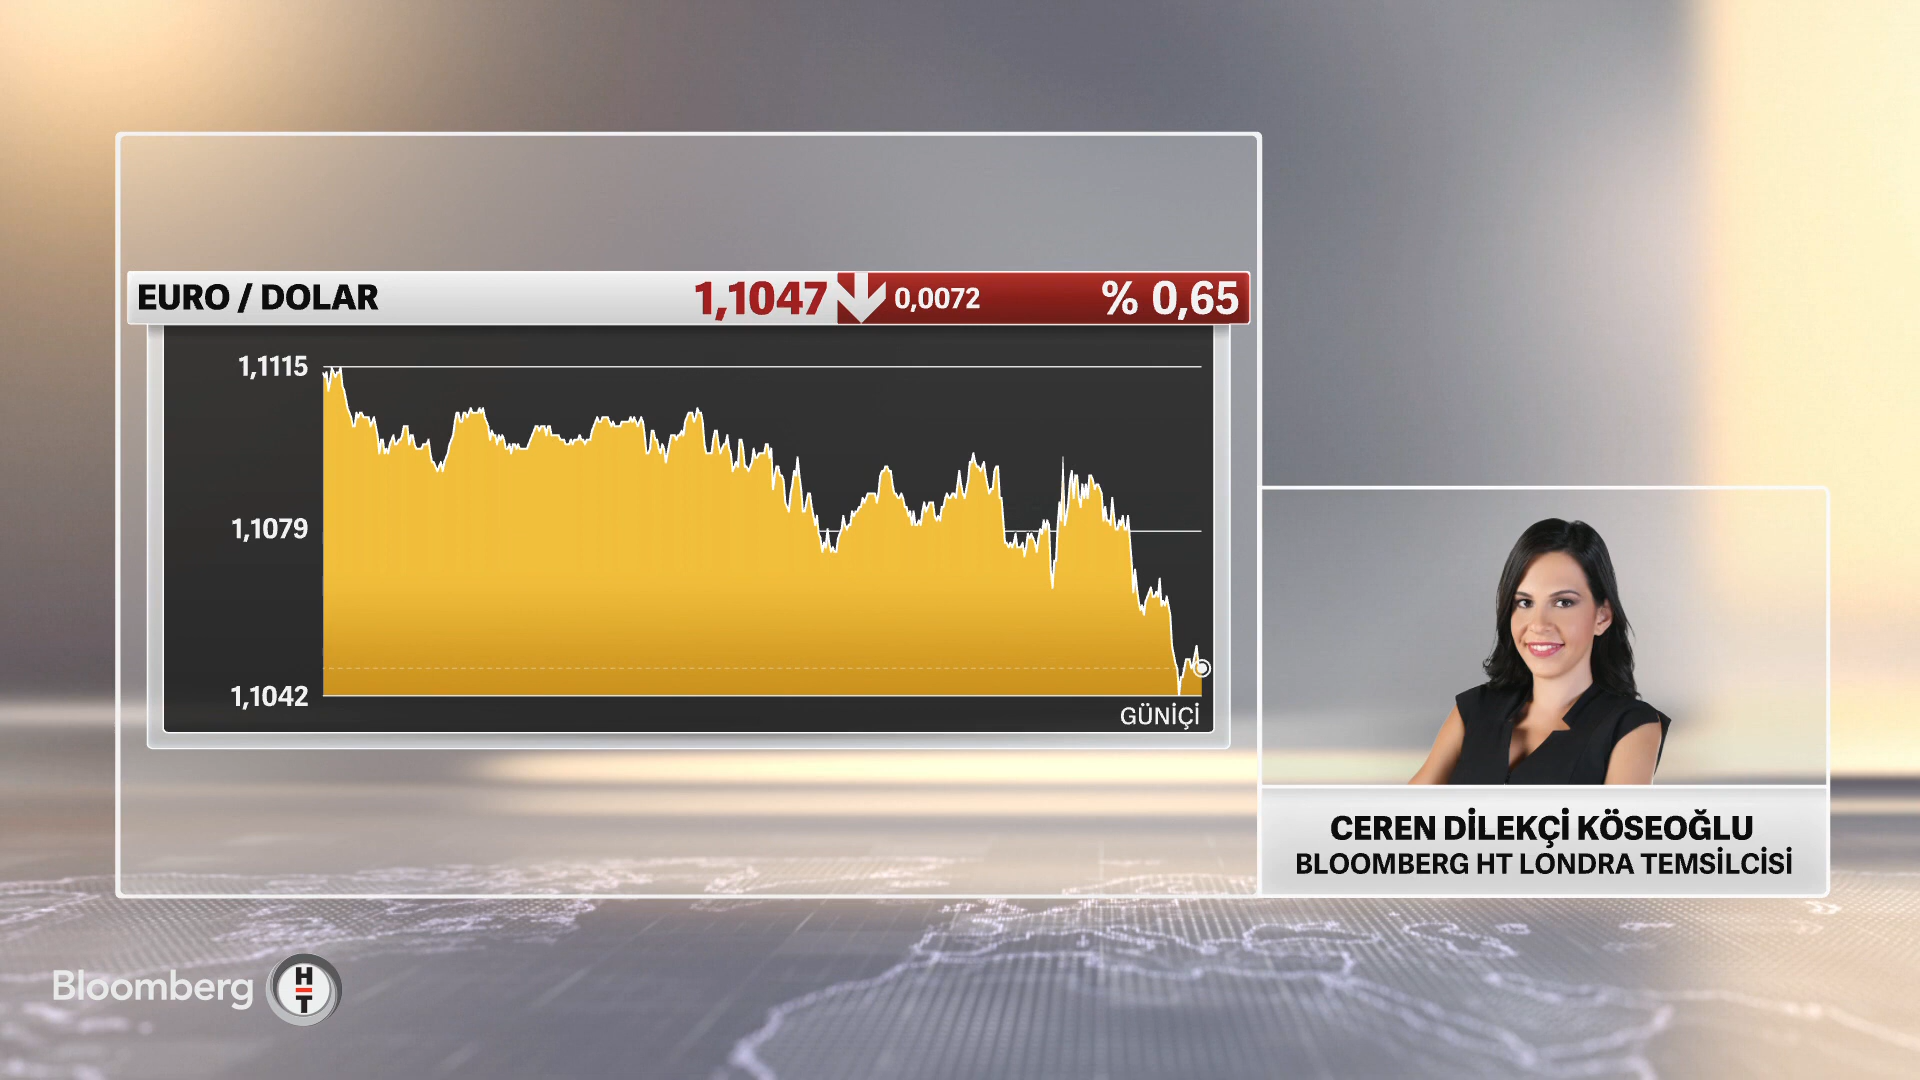 EURO / DOLAR 1,1047 0,0072 % 0,65
1,1115
1,1079
1,1042
GÜNİÇİ
CEREN DİLEKÇİ KÖSEOĞLU
BLOOMBERG HT LONDRA TEMSİLCİSİ
Bloomberg HT